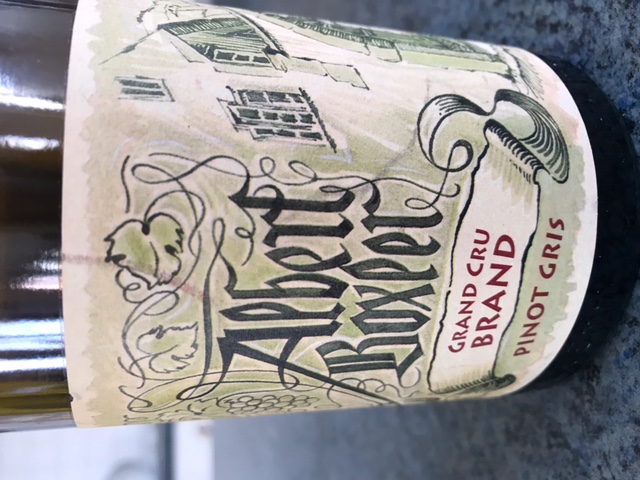 Albert
Boxler
GRAND CRU
BRAND
PINOT GRIS